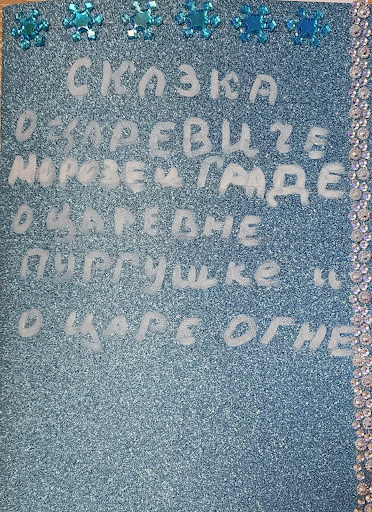 СКАЗКА
О ЦАРЕВИЧЕ
МОРОЗЕ И ГРАДЕ
О ЦАРЕВНЕ
ПУРГУШКЕ И
О ЦАРЕ ОГНЕ